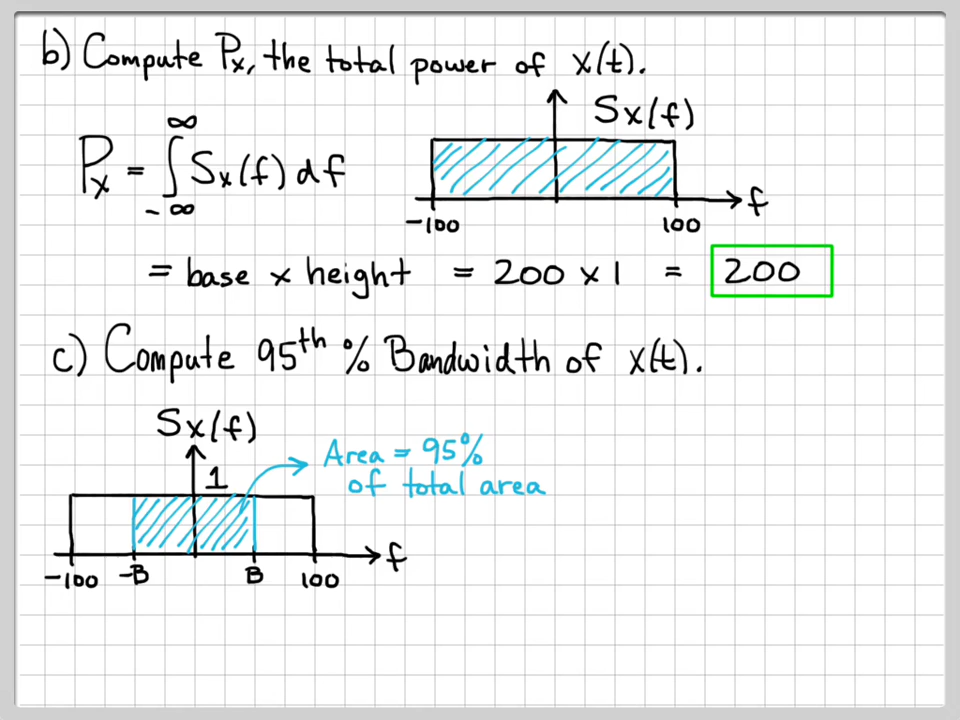 b) Compute Px, the total power of x(t).
Sx(f)
Px = ∫_{-∞}^{∞} Sx(f) df
f
-100 100
= base x height = 200 x 1 = 200
c) Compute 95th % Bandwidth of x(t).
Sx(f)
1
Area = 95%
of total area
f
-100 -B B 100